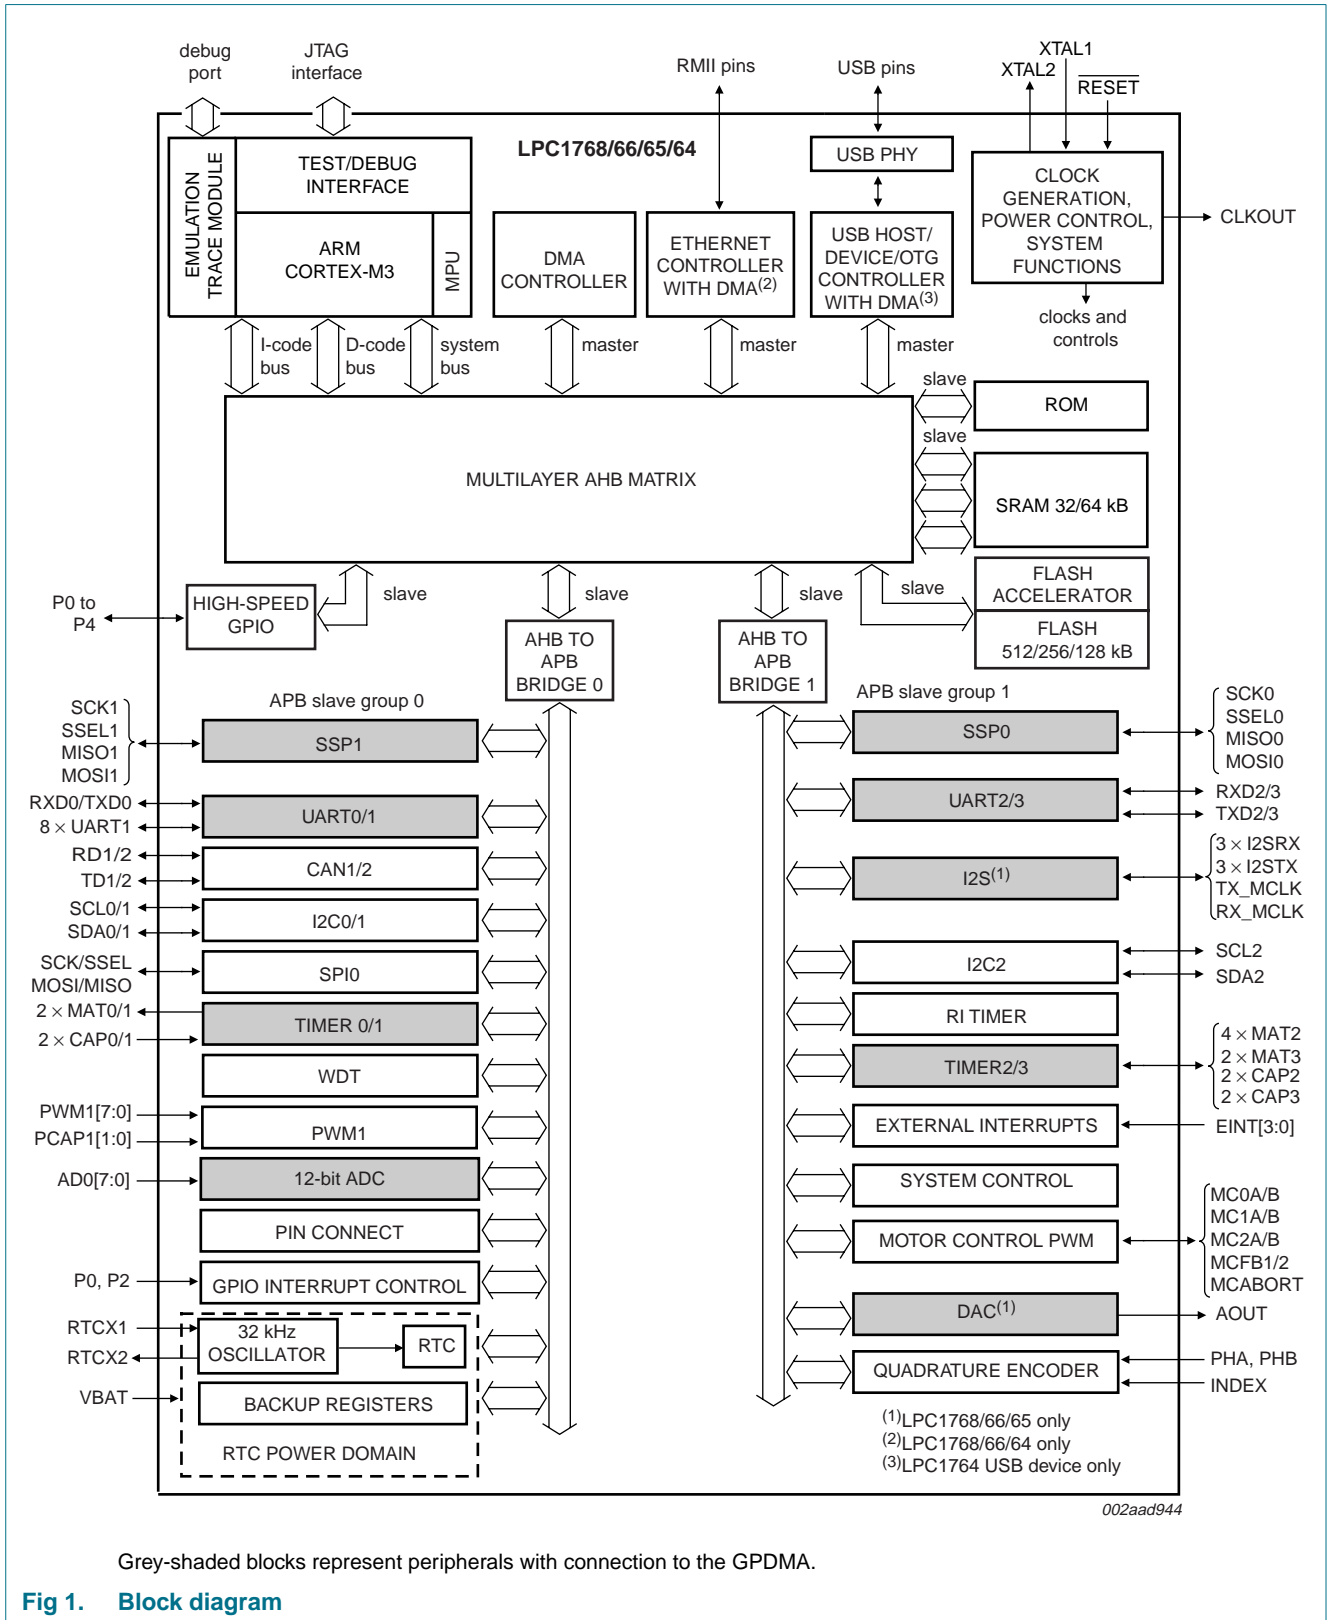 debug
port
JTAG
interface
RMII pins
USB pins
XTAL1
XTAL2
RESET
LPC1768/66/65/64
EMULATION
TRACE MODULE
TEST/DEBUG
INTERFACE
ARM
CORTEX-M3
MPU
DMA
CONTROLLER
ETHERNET
CONTROLLER
WITH DMA(2)
USB PHY
USB HOST/
DEVICE/OTG
CONTROLLER
WITH DMA(3)
CLOCK
GENERATION,
POWER CONTROL,
SYSTEM
FUNCTIONS
CLKOUT
clocks and
controls
I-code
bus
D-code
bus
system
bus
master
master
master
slave
ROM
slave
SRAM 32/64 kB
MULTILAYER AHB MATRIX
P0 to
P4
HIGH-SPEED
GPIO
slave
slave
slave
slave
FLASH
ACCELERATOR
FLASH
512/256/128 kB
AHB TO
APB
BRIDGE 0
AHB TO
APB
BRIDGE 1
APB slave group 0
SCK1
SSEL1
MISO1
MOSI1
SSP1
RXD0/TXD0
8 × UART1
UART0/1
RD1/2
TD1/2
CAN1/2
SCL0/1
SDA0/1
I2C0/1
SCK/SSEL
MOSI/MISO
SPI0
2 × MAT0/1
2 × CAP0/1
TIMER 0/1
WDT
PWM1[7:0]
PCAP1[1:0]
PWM1
AD0[7:0]
12-bit ADC
PIN CONNECT
P0, P2
GPIO INTERRUPT CONTROL
RTCX1
RTCX2
32 kHz
OSCILLATOR
RTC
VBAT
BACKUP REGISTERS
RTC POWER DOMAIN
APB slave group 1
SSP0
SCK0
SSEL0
MISO0
MOSI0
UART2/3
RXD2/3
TXD2/3
I2S(1)
3 × I2SRX
3 × I2STX
TX_MCLK
RX_MCLK
I2C2
SCL2
SDA2
RI TIMER
TIMER2/3
4 × MAT2
2 × MAT3
2 × CAP2
2 × CAP3
EXTERNAL INTERRUPTS
EINT[3:0]
SYSTEM CONTROL
MOTOR CONTROL PWM
MC0A/B
MC1A/B
MC2A/B
MCFB1/2
MCABORT
DAC(1)
AOUT
QUADRATURE ENCODER
PHA, PHB
INDEX
(1)LPC1768/66/65 only
(2)LPC1768/66/64 only
(3)LPC1764 USB device only
002aad944
Grey-shaded blocks represent peripherals with connection to the GPDMA.
Fig 1. Block diagram